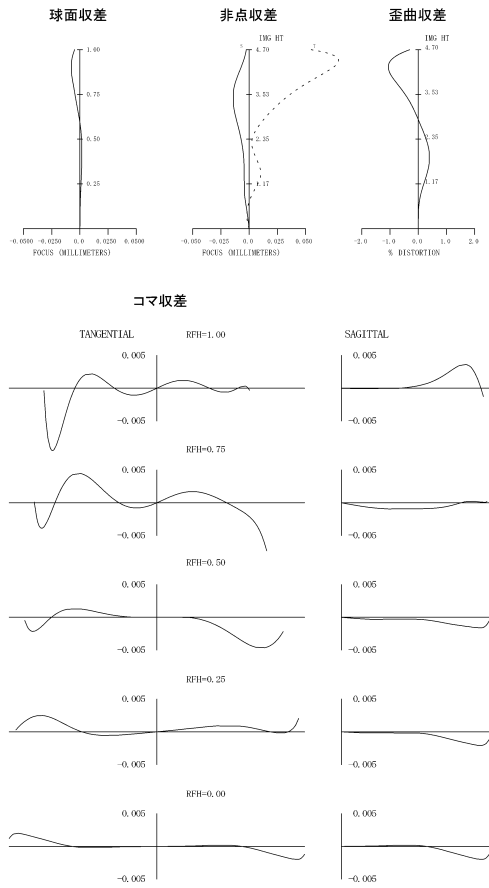 球面収差 非点収差 歪曲収差
IMG HT IMG HT
1.00 S 4.70 T 4.70
0.75 3.53 3.53
0.50 2.35 2.35
0.25 1.17 1.17
-0.0500 -0.0250 0.0 0.0250 0.0500 -0.050 -0.025 0.0 0.025 0.050 -2.0 -1.0 0.0 1.0 2.0
FOCUS (MILLIMETERS) FOCUS (MILLIMETERS) % DISTORTION
コマ収差
TANGENTIAL RFH=1.00 SAGITTAL
0.005 0.005
-0.005 -0.005
RFH=0.75
0.005 0.005
-0.005 -0.005
RFH=0.50
0.005 0.005
-0.005 -0.005
RFH=0.25
0.005 0.005
-0.005 -0.005
RFH=0.00
0.005 0.005
-0.005 -0.005